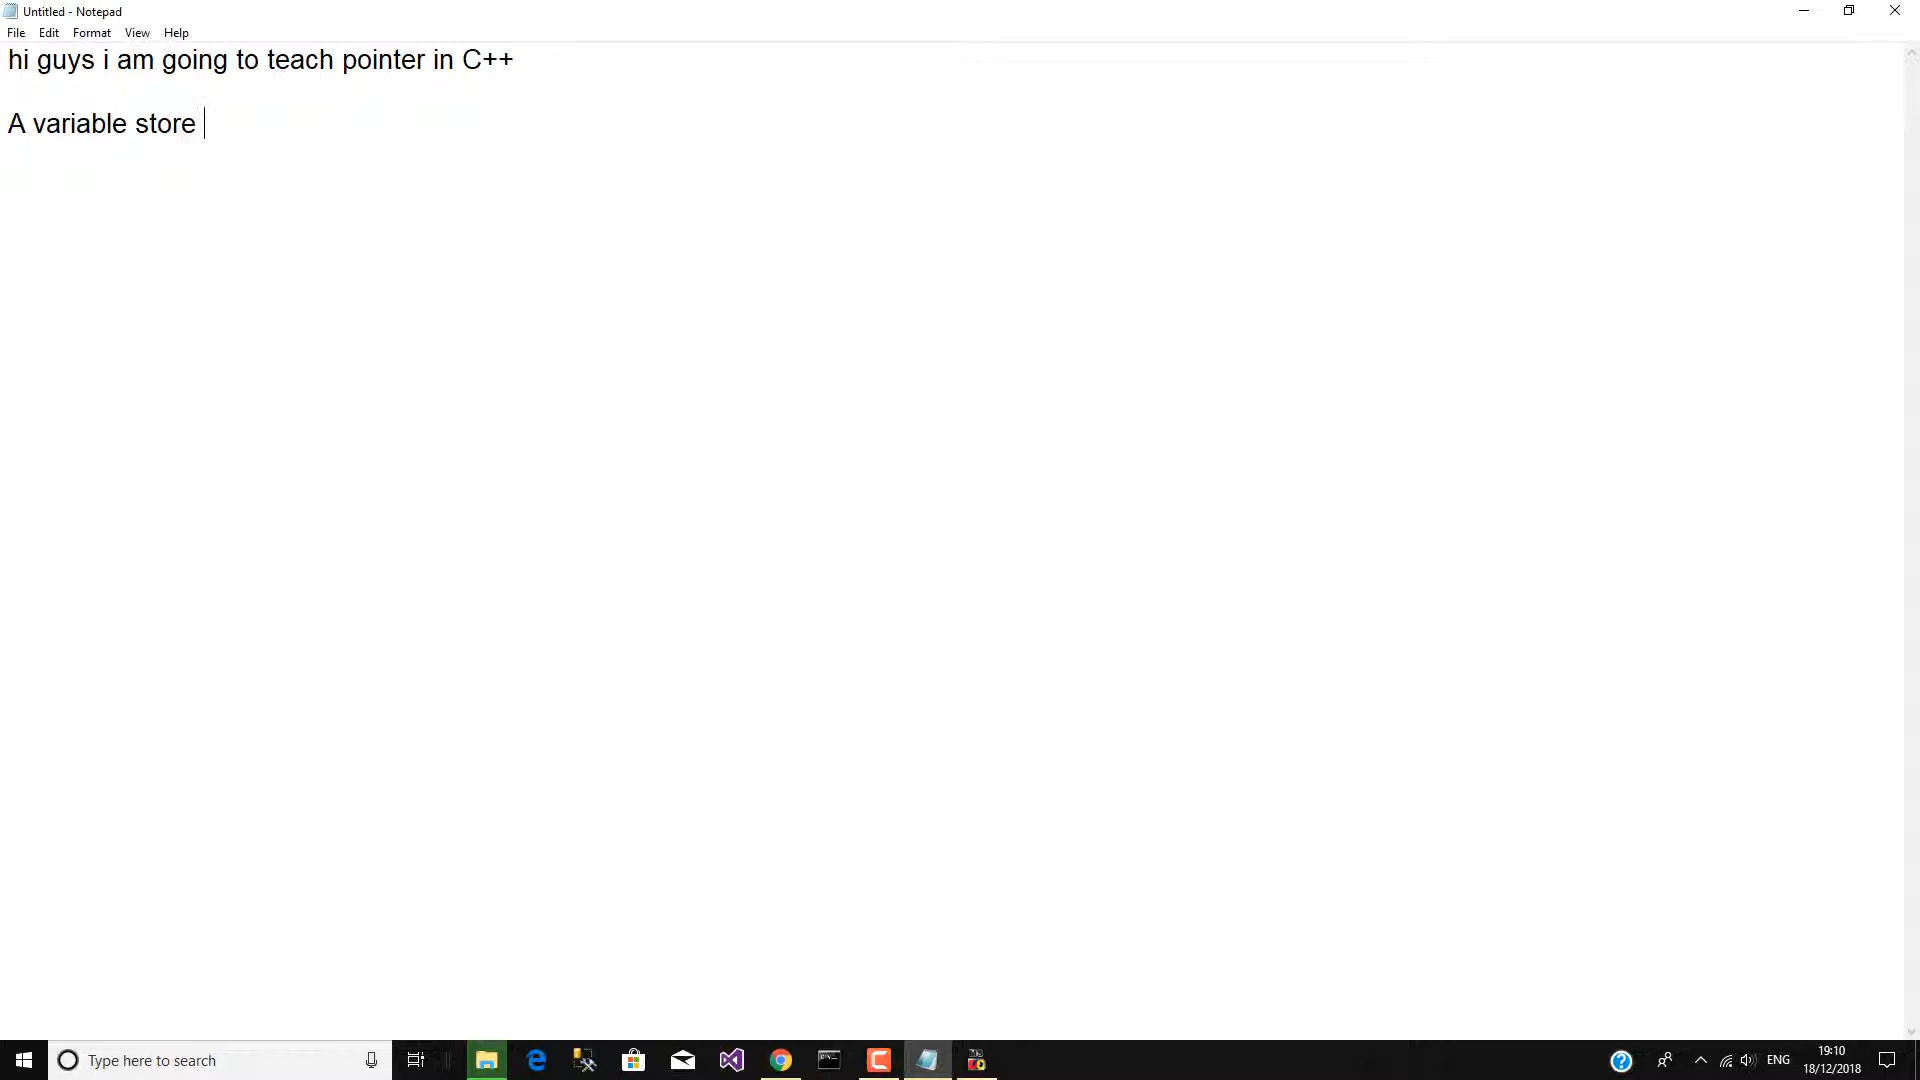 Untitled - Notepad
File Edit Format View Help
hi guys i am going to teach pointer in C++
A variable store
Type here to search
ENG
19:10
18/12/2018